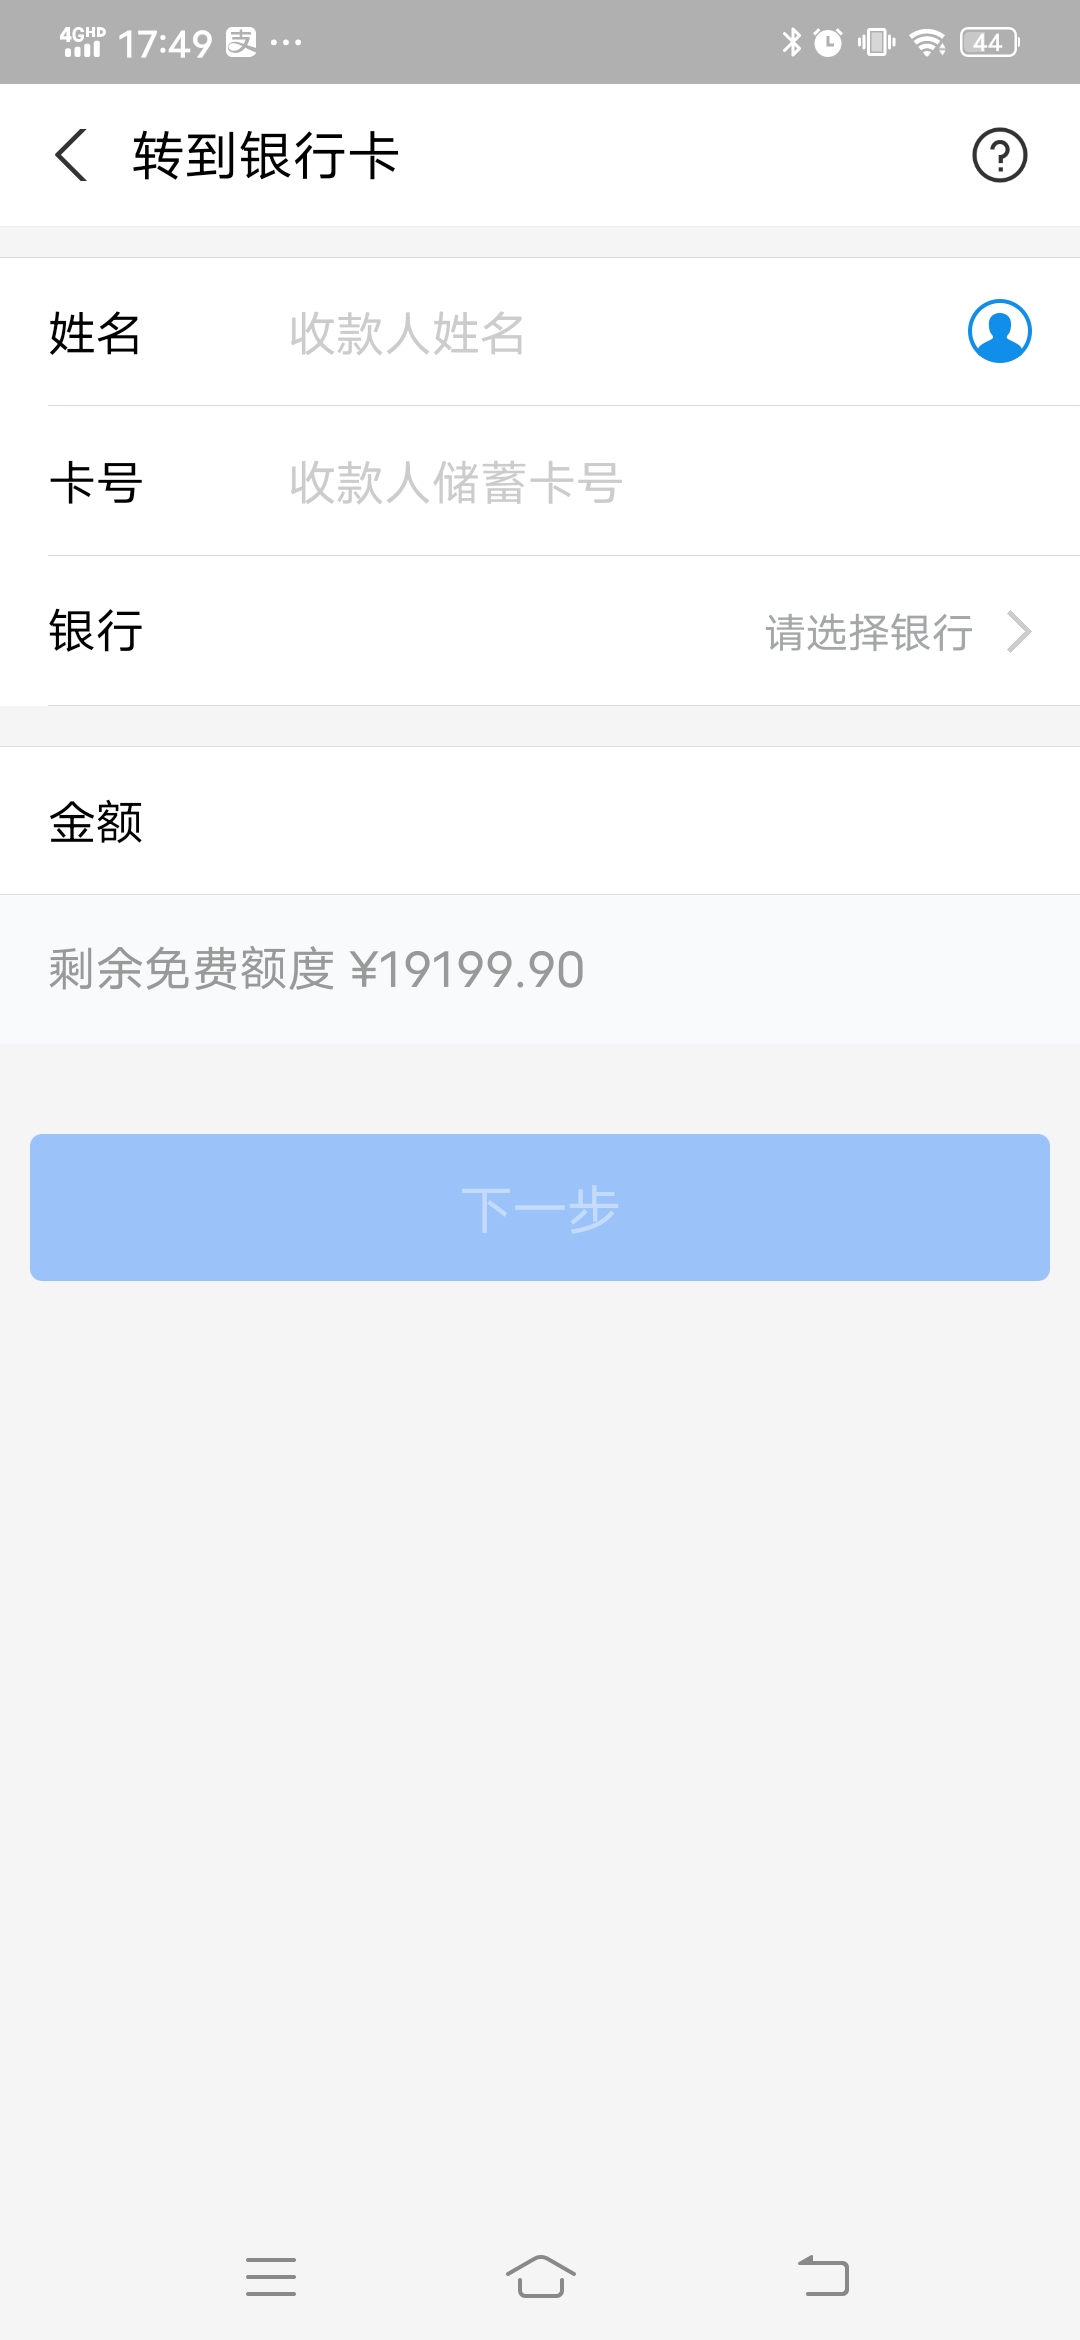 4GHD 17:49 支 ··· 44
转到银行卡 ?
姓名 收款人姓名
卡号 收款人储蓄卡号
银行 请选择银行
金额
剩余免费额度 ¥19199.90
下一步